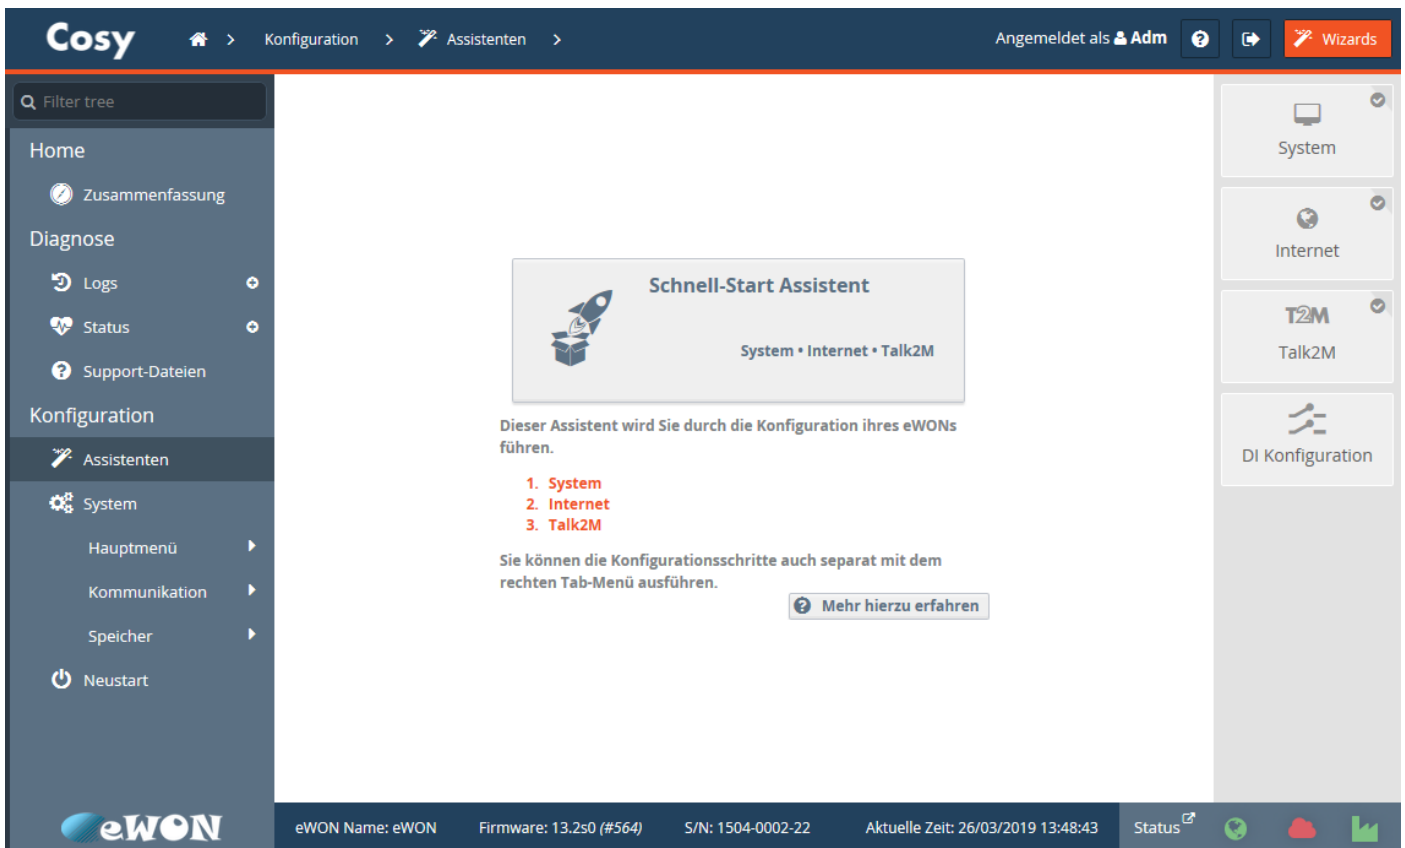 Cosy
Konfiguration
Assistenten
Angemeldet als Adm
Wizards
Filter tree
Home
Zusammenfassung
Diagnose
Logs
Status
Support-Dateien
Konfiguration
Assistenten
System
Hauptmenü
Kommunikation
Speicher
Neustart
Schnell-Start Assistent
System • Internet • Talk2M
Dieser Assistent wird Sie durch die Konfiguration ihres eWONs
führen.
1. System
2. Internet
3. Talk2M
Sie können die Konfigurationsschritte auch separat mit dem
rechten Tab-Menü ausführen.
Mehr hierzu erfahren
System
Internet
T2M
Talk2M
DI Konfiguration
eWON
eWON Name: eWON
Firmware: 13.2s0 (#564)
S/N: 1504-0002-22
Aktuelle Zeit: 26/03/2019 13:48:43
Status